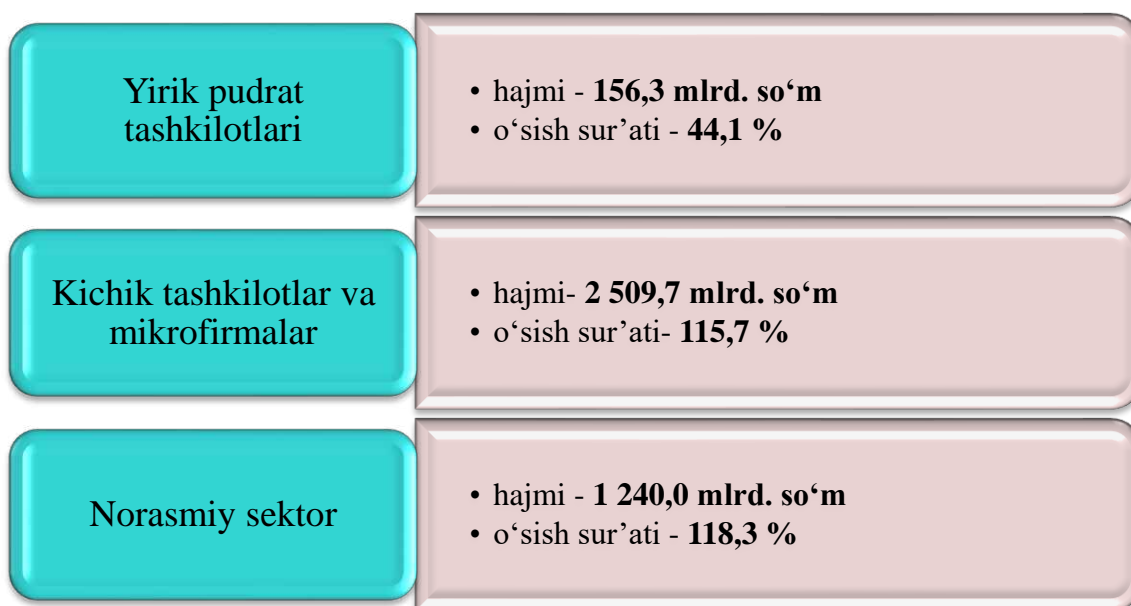 Yirik pudrat
tashkilotlari
• hajmi - 156,3 mlrd. so‘m
• o‘sish sur’ati - 44,1 %
Kichik tashkilotlar va
mikrofirmalar
• hajmi- 2 509,7 mlrd. so‘m
• o‘sish sur’ati- 115,7 %
Norasmiy sektor
• hajmi - 1 240,0 mlrd. so‘m
• o‘sish sur’ati - 118,3 %